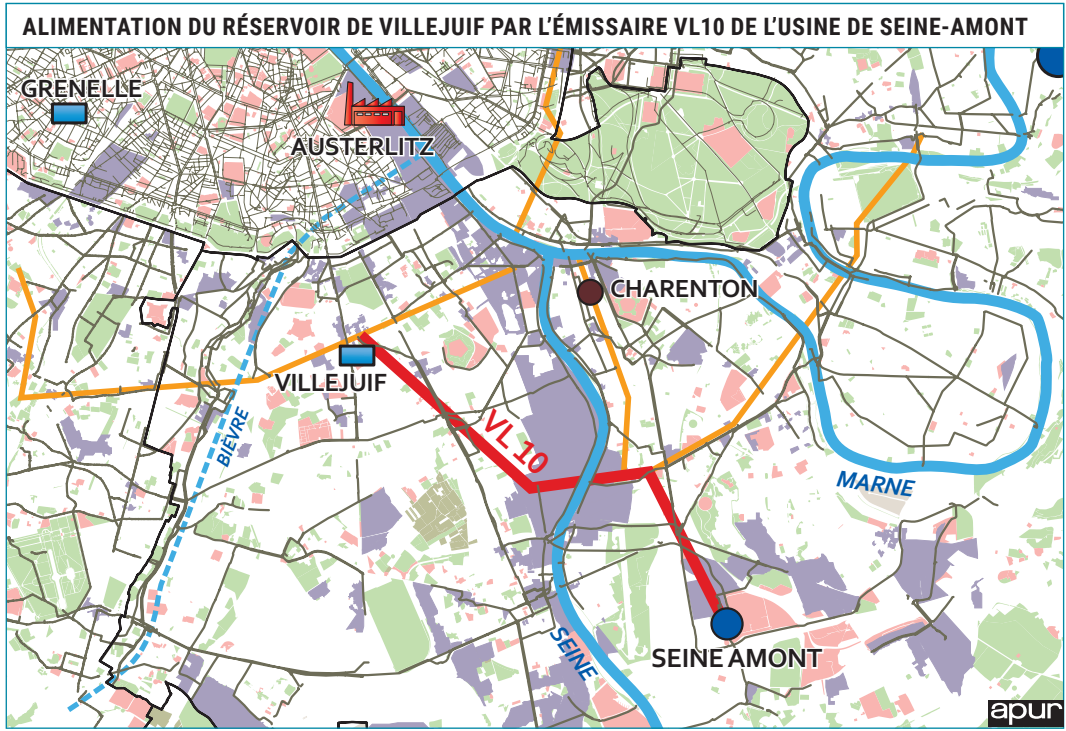 ALIMENTATION DU RÉSERVOIR DE VILLEJUIF PAR L'ÉMISSAIRE VL10 DE L'USINE DE SEINE-AMONT
GRENELLE
AUSTERLITZ
CHARENTON
VILLEJUIF
BIÈVRE
VL 10
MARNE
SEINE
SEINE AMONT
apur